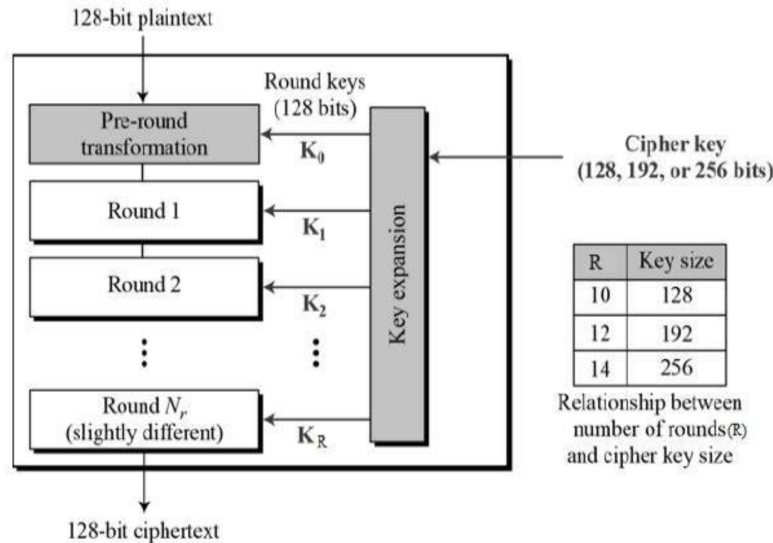 128-bit plaintext
Round keys
(128 bits)
Pre-round
transformation
K₀
Cipher key
(128, 192, or 256 bits)
Round 1
K₁
Round 2
K₂
Key expansion
R Key size
10 128
12 192
14 256
Relationship between
number of rounds(R)
and cipher key size
Round Nᵣ
(slightly different)
K_R
128-bit ciphertext